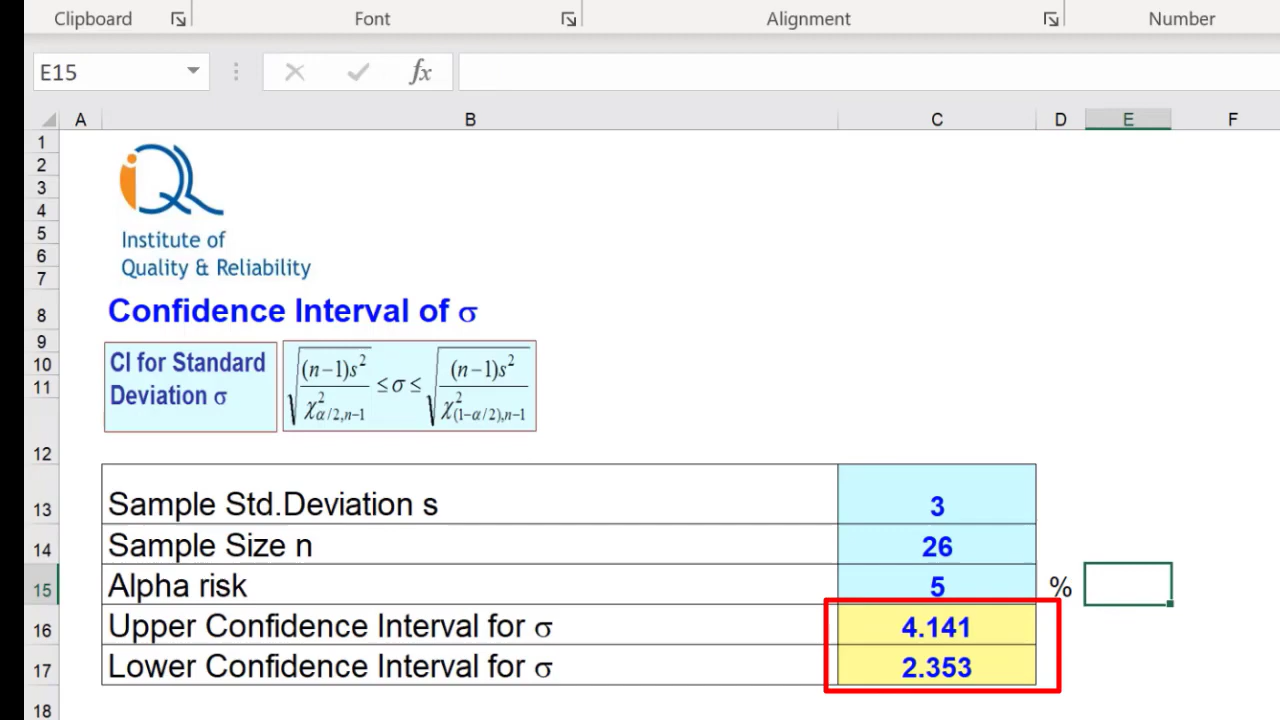 Clipboard Font Alignment Number
E15 fx
A B C D E F
1
2
3
4
5
Institute of
6
Quality & Reliability
7
8 Confidence Interval of σ
9
10 CI for Standard
11 Deviation σ
√((n−1)s²/χ²α/2,n−1) ≤ σ ≤ √((n−1)s²/χ²(1−α/2),n−1)
12
13 Sample Std.Deviation s 3
14 Sample Size n 26
15 Alpha risk 5 %
16 Upper Confidence Interval for σ 4.141
17 Lower Confidence Interval for σ 2.353
18